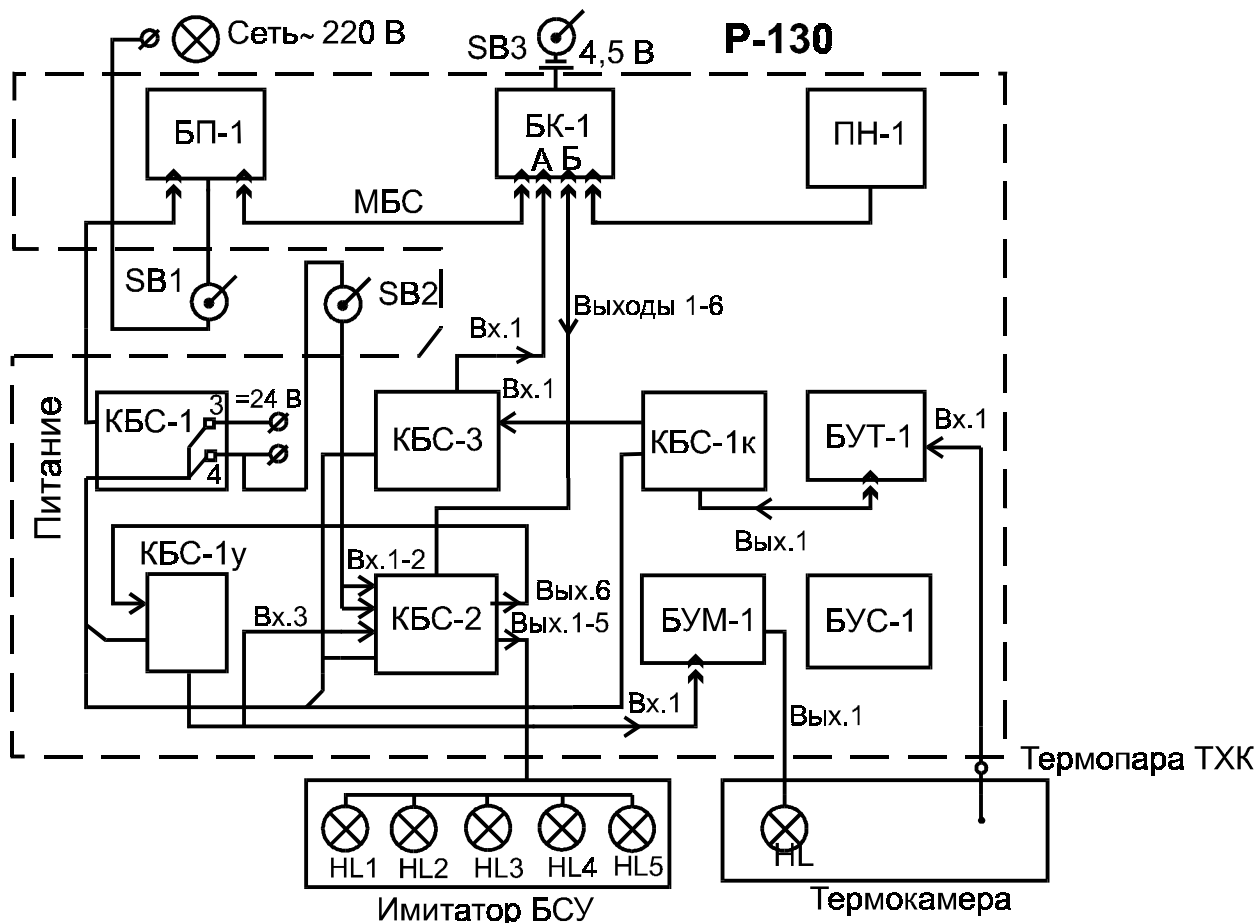 Сеть~ 220 В
SB3
4,5 В
Р-130
БП-1
БК-1
А Б
ПН-1
МБС
SB1
SB2
Выходы 1-6
Вх.1
Питание
КБС-1
3
=24 В
4
КБС-3
Вх.1
КБС-1к
БУТ-1
Вх.1
Вых.1
КБС-1у
Вх.1-2
КБС-2
Вых.6
Вых.1-5
Вх.3
БУМ-1
БУС-1
Вх.1
Вых.1
Термопара ТХК
HL1
HL2
HL3
HL4
HL5
HL
Имитатор БСУ
Термокамера